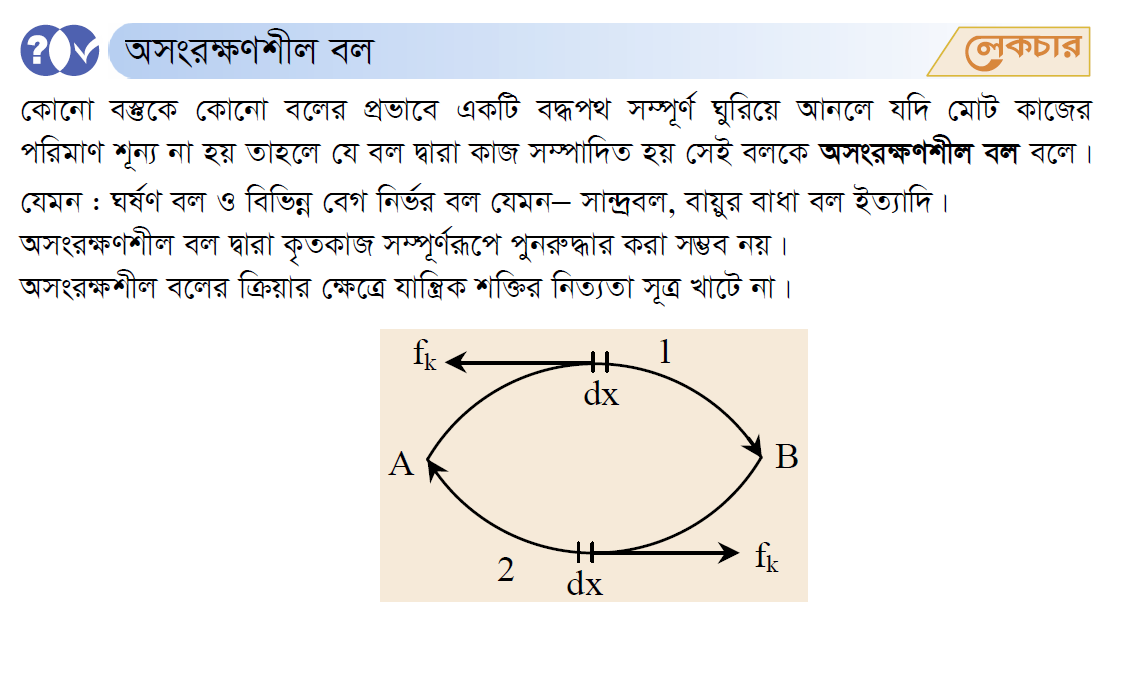 অসংরক্ষণশীল বল
লেকচার
কোনো বস্তুকে কোনো বলের প্রভাবে একটি বদ্ধপথ সম্পূর্ণ ঘুরিয়ে আনলে যদি মোট কাজের
পরিমাণ শূন্য না হয় তাহলে যে বল দ্বারা কাজ সম্পাদিত হয় সেই বলকে অসংরক্ষণশীল বল বলে।
যেমন : ঘর্ষণ বল ও বিভিন্ন বেগ নির্ভর বল যেমন– সান্দ্রবল, বায়ুর বাধা বল ইত্যাদি।
অসংরক্ষণশীল বল দ্বারা কৃতকাজ সম্পূর্ণরূপে পুনরুদ্ধার করা সম্ভব নয়।
অসংরক্ষশীল বলের ক্রিয়ার ক্ষেত্রে যান্ত্রিক শক্তির নিত্যতা সূত্র খাটে না।
fk
1
dx
A
B
2
dx
fk